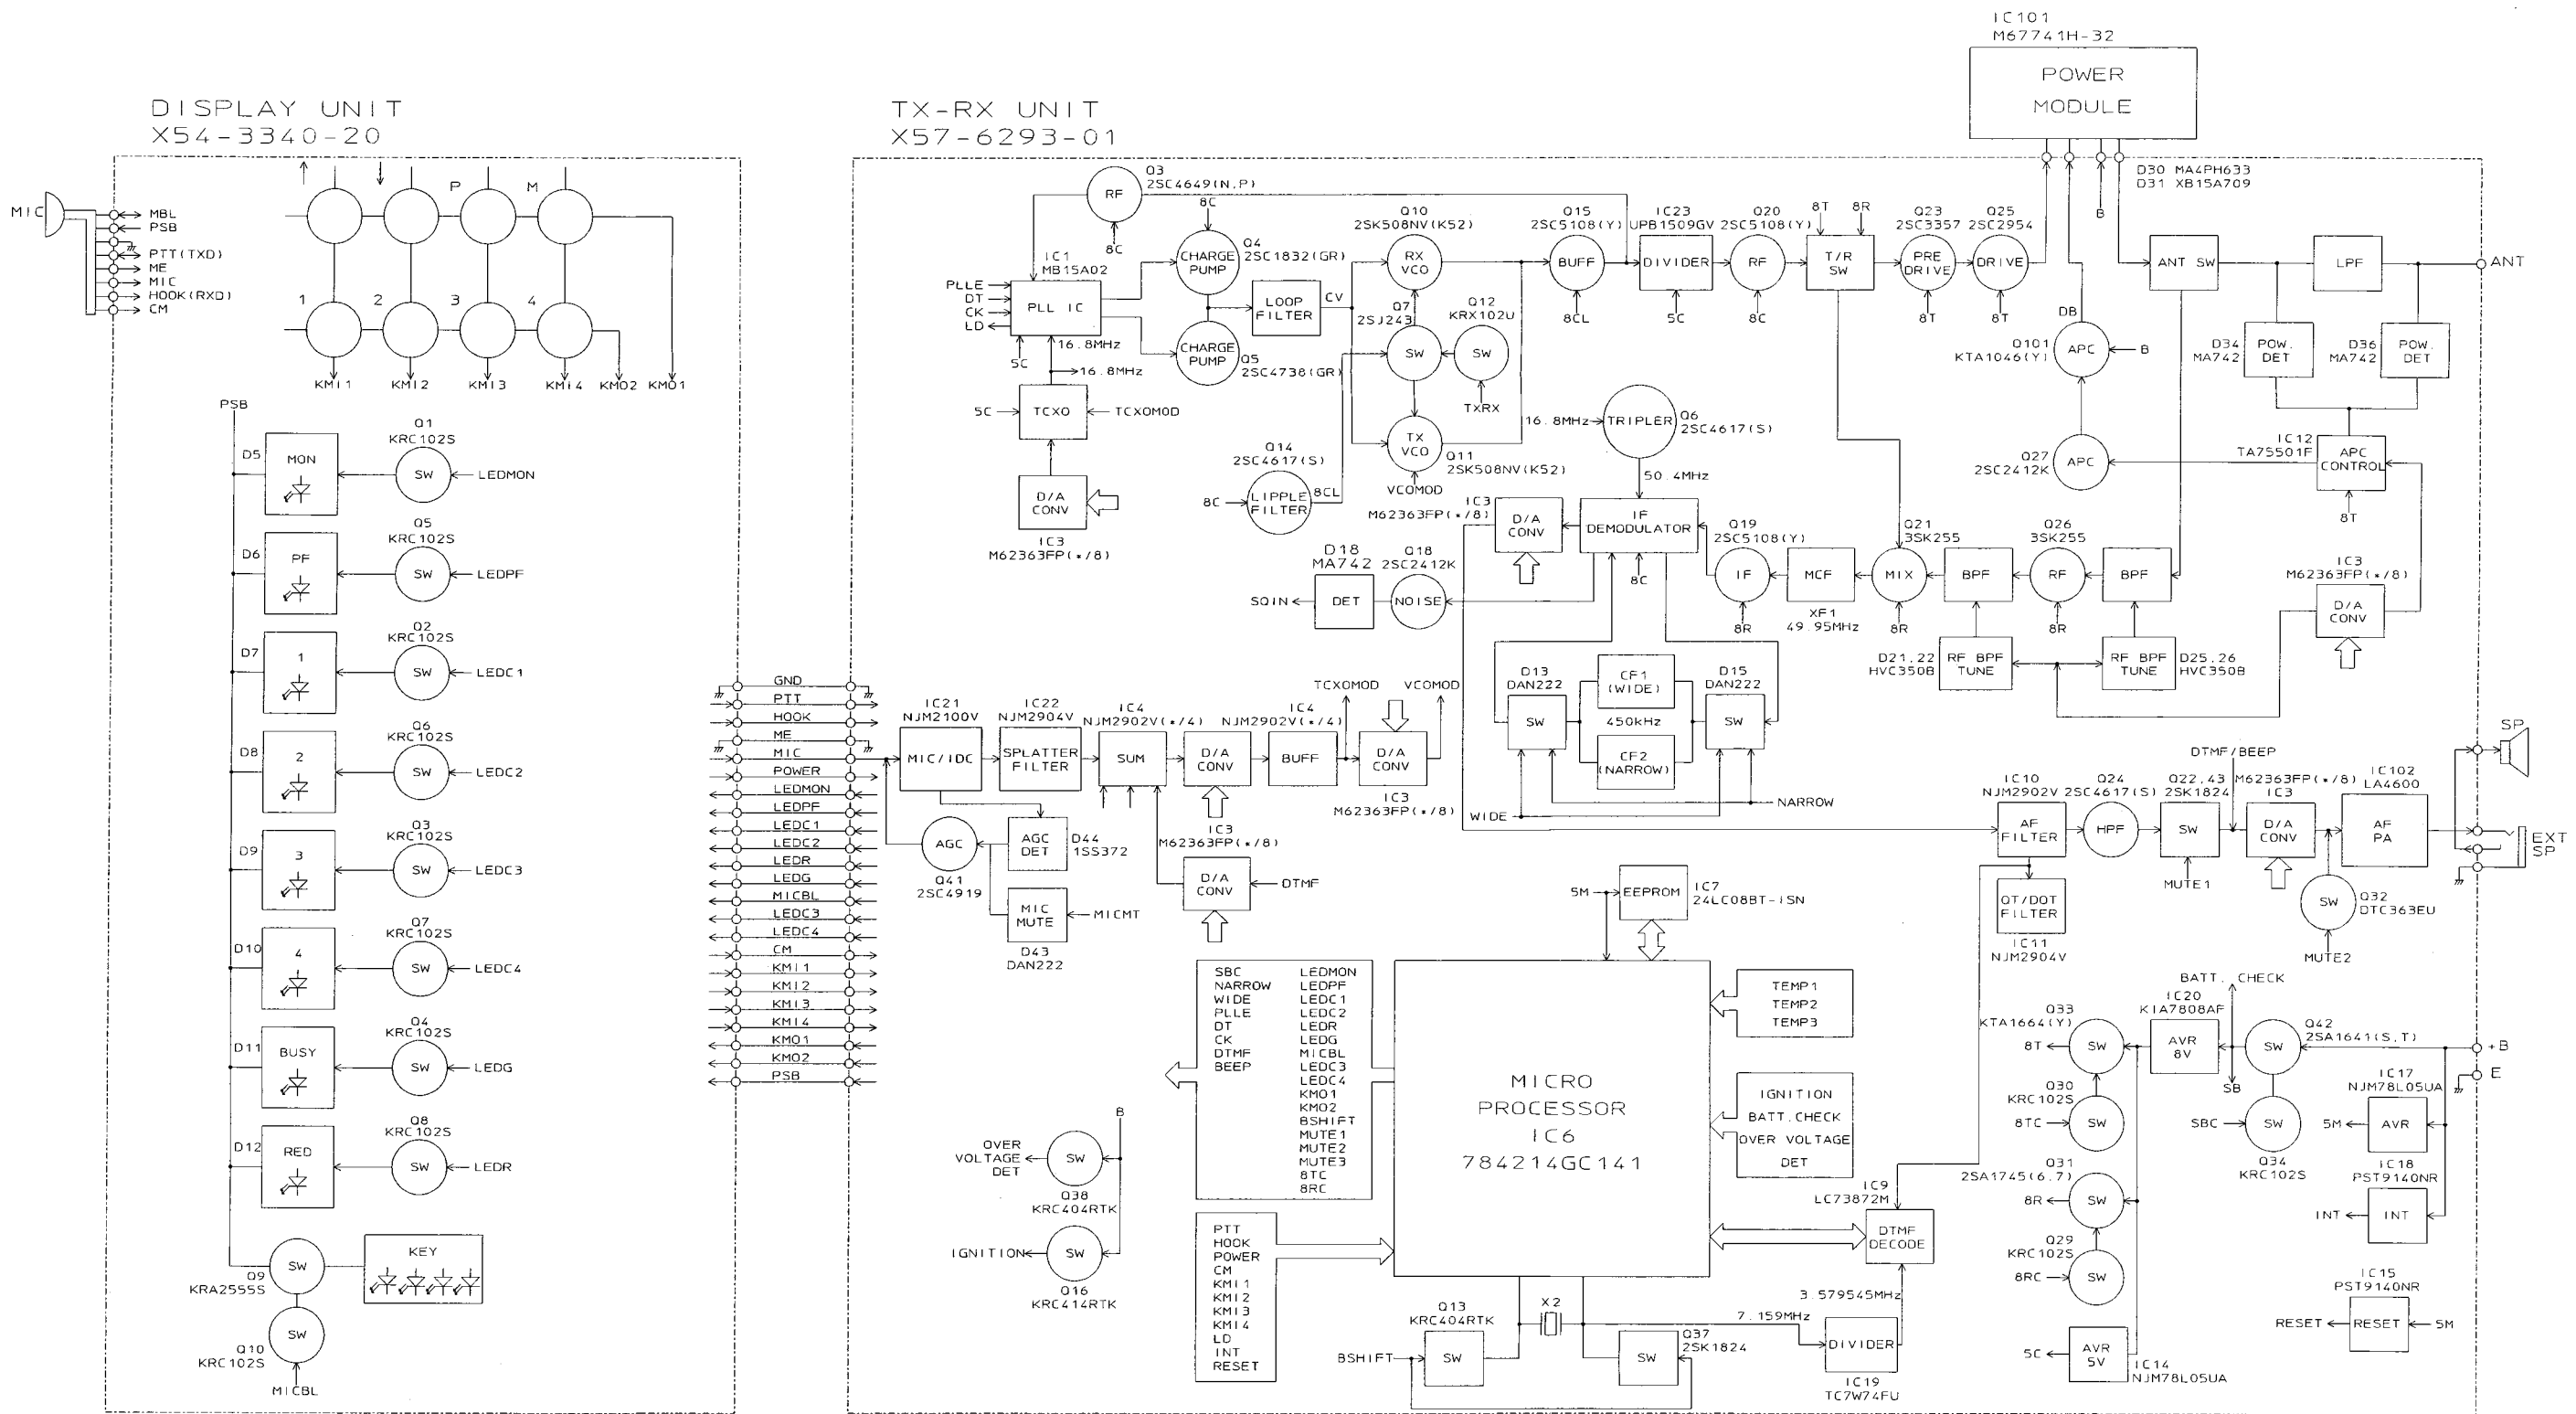 IC101
M67741H-32
POWER
MODULE
DISPLAY UNIT
X54-3340-20
TX-RX UNIT
X57-6293-01
MIC
MBL
PSB
PTT(TXD)
ME
MIC
HOOK(RXD)
CM
P
M
1
2
3
4
KMI1
KMI2
KMI3
KMI4
KMO2
KMO1
PSB
D5
MON
Q1
KRC102S
SW
LEDMON
D6
PF
Q5
KRC102S
SW
LEDPF
D7
1
Q2
KRC102S
SW
LEDC1
D8
2
Q6
KRC102S
SW
LEDC2
D9
3
Q3
KRC102S
SW
LEDC3
D10
4
Q7
KRC102S
SW
LEDC4
D11
BUSY
Q4
KRC102S
SW
LEDG
D12
RED
Q8
KRC102S
SW
LEDR
SW
Q9
KRA2555S
KEY
SW
Q10
KRC102S
MICBL
GND
PTT
HOOK
ME
MIC
POWER
LEDMON
LEDPF
LEDC1
LEDC2
LEDR
LEDG
MICBL
LEDC3
LEDC4
CM
KMI1
KMI2
KMI3
KMI4
KMO1
KMO2
PSB
Q3
2SC4649(N,P)
RF
8C
IC1
MB15A02
PLLE
DT
CK
LD
PLL IC
5C
16.8MHz
16.8MHz
5C
TCXO
TCXOMOD
D/A
CONV
IC3
M62363FP(*/8)
8C
CHARGE
PUMP
Q4
2SC1832(GR)
CHARGE
PUMP
Q5
2SC4738(GR)
LOOP
FILTER
CV
Q10
2SK508NV(K52)
RX
VCO
Q7
2SJ243
SW
Q12
KRX102U
SW
TXRX
TX
VCO
Q11
2SK508NV(K52)
VCOMOD
Q14
2SC4617(S)
8C
LIPPLE
FILTER
8CL
Q15
2SC5108(Y)
BUFF
8CL
IC23
UPB1509GV
DIVIDER
5C
Q20
2SC5108(Y)
RF
8C
8T
8R
T/R
SW
Q23
2SC3357
PRE
DRIVE
8T
Q25
2SC2954
DRIVE
8T
D30 MA4PH633
D31 XB15A709
B
ANT SW
LPF
ANT
DB
Q101
KTA1046(Y)
APC
B
D34
MA742
POW.
DET
D36
MA742
POW.
DET
Q27
2SC2412K
APC
IC12
TA75501F
APC
CONTROL
8T
IC3
M62363FP(*/8)
D/A
CONV
16.8MHz
TRIPLER
Q6
2SC4617(S)
50.4MHz
IC3
M62363FP(*/8)
D/A
CONV
IF
DEMODULATOR
8C
Q19
2SC5108(Y)
IF
8R
MCF
XF1
49.95MHz
Q21
3SK255
MIX
8R
BPF
Q26
3SK255
RF
8R
BPF
D21,22
HVC350B
RF BPF
TUNE
RF BPF
TUNE
D25,26
HVC350B
D18
MA742
SQIN
DET
Q18
2SC2412K
NOISE
D13
DAN222
SW
CF1
(WIDE)
450kHz
CF2
(NARROW)
D15
DAN222
SW
WIDE
NARROW
IC21
NJM2100V
MIC/IDC
IC22
NJM2904V
SPLATTER
FILTER
IC4
NJM2902V(*/4)
SUM
D/A
CONV
IC3
M62363FP(*/8)
IC4
NJM2902V(*/4)
BUFF
TCXOMOD
VCOMOD
D/A
CONV
IC3
M62363FP(*/8)
AGC
Q41
2SC4919
AGC
DET
D44
1SS372
MIC
MUTE
MICMT
D43
DAN222
D/A
CONV
DTMF
IC10
NJM2902V
AF
FILTER
Q24
2SC4617(S)
HPF
Q22,43
2SK1824
SW
MUTE1
DTMF/BEEP
M62363FP(*/8)
IC3
D/A
CONV
IC102
LA4600
AF
PA
SP
EXT
SP
SW
Q32
DTC363EU
MUTE2
QT/DQT
FILTER
IC11
NJM2904V
5M
EEPROM
IC7
24LC08BT-ISN
SBC
NARROW
WIDE
PLLE
DT
CK
DTMF
BEEP
LEDMON
LEDPF
LEDC1
LEDC2
LEDR
LEDG
MICBL
LEDC3
LEDC4
KMO1
KMO2
BSHIFT
MUTE1
MUTE2
MUTE3
8TC
8RC
MICRO
PROCESSOR
IC6
784214GC141
TEMP1
TEMP2
TEMP3
IGNITION
BATT.CHECK
OVER VOLTAGE
DET
B
OVER
VOLTAGE
DET
SW
Q38
KRC404RTK
IGNITION
SW
Q16
KRC414RTK
PTT
HOOK
POWER
CM
KMI1
KMI2
KMI3
KMI4
LD
INT
RESET
IC9
LC73872M
DTMF
DECODE
3.579545MHz
7.159MHz
DIVIDER
IC19
TC7W74FU
Q13
KRC404RTK
BSHIFT
SW
X2
SW
Q37
2SK1824
BATT. CHECK
Q33
KTA1664(Y)
8T
SW
IC20
KIA7808AF
AVR
8V
SB
Q42
2SA1641(S,T)
SW
+B
E
Q30
KRC102S
8TC
SW
SBC
SW
Q34
KRC102S
IC17
NJM78L05UA
5M
AVR
Q31
2SA1745(6,7)
8R
SW
IC18
PST9140NR
INT
INT
Q29
KRC102S
8RC
SW
IC15
PST9140NR
RESET
RESET
5M
5C
AVR
5V
IC14
NJM78L05UA